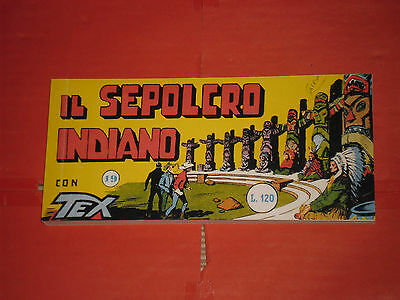 IL SEPOLCRO
INDIANO
CON
TEX
19
L. 120